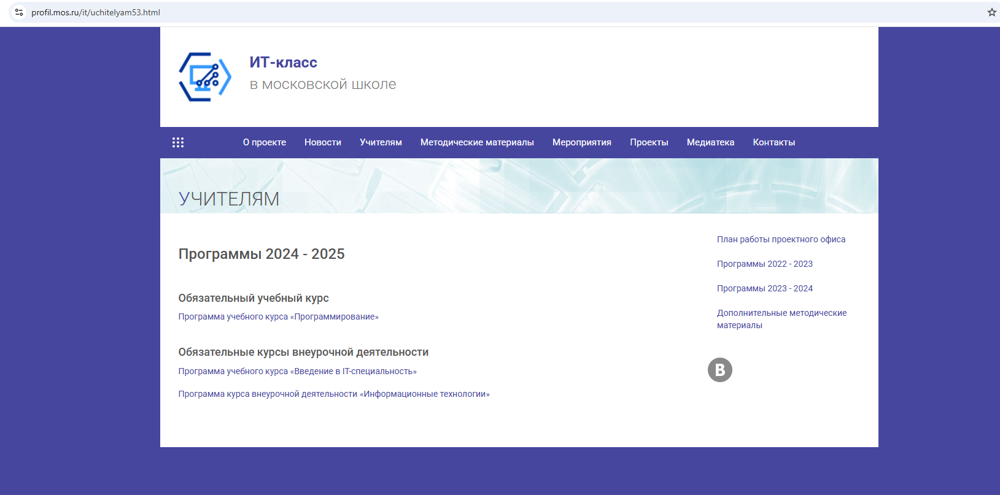 profil.mos.ru/it/uchitelyam53.html
ИТ-класс
в московской школе
О проекте Новости Учителям Методические материалы Мероприятия Проекты Медиатека Контакты
УЧИТЕЛЯМ
Программы 2024 - 2025
Обязательный учебный курс
Программа учебного курса «Программирование»
Обязательные курсы внеурочной деятельности
Программа учебного курса «Введение в IT-специальность»
Программа курса внеурочной деятельности «Информационные технологии»
План работы проектного офиса
Программы 2022 - 2023
Программы 2023 - 2024
Дополнительные методические
материалы
В